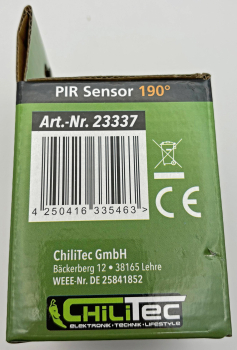 PIR Sensor 190°
Art.-Nr. 23337
4 250416 335463 >
CE
ChiliTec GmbH
Bäckerberg 12 • 38165 Lehre
WEEE-Nr. DE 25841852
CHILITEC
ELEKTRONIK • TECHNIK • LIFESTYLE